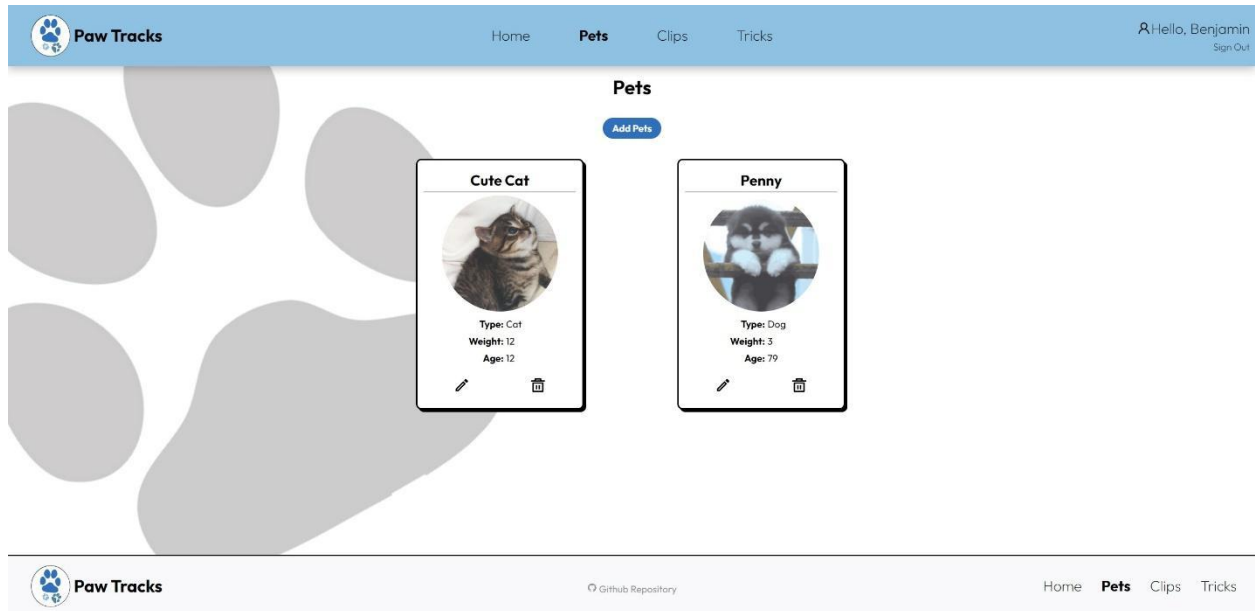 Paw Tracks
Home Pets Clips Tricks
Hello, Benjamin
Sign Out
Pets
Add Pets
Cute Cat
Type: Cat
Weight: 12
Age: 12
Penny
Type: Dog
Weight: 3
Age: 79
Paw Tracks
Github Repository
Home Pets Clips Tricks